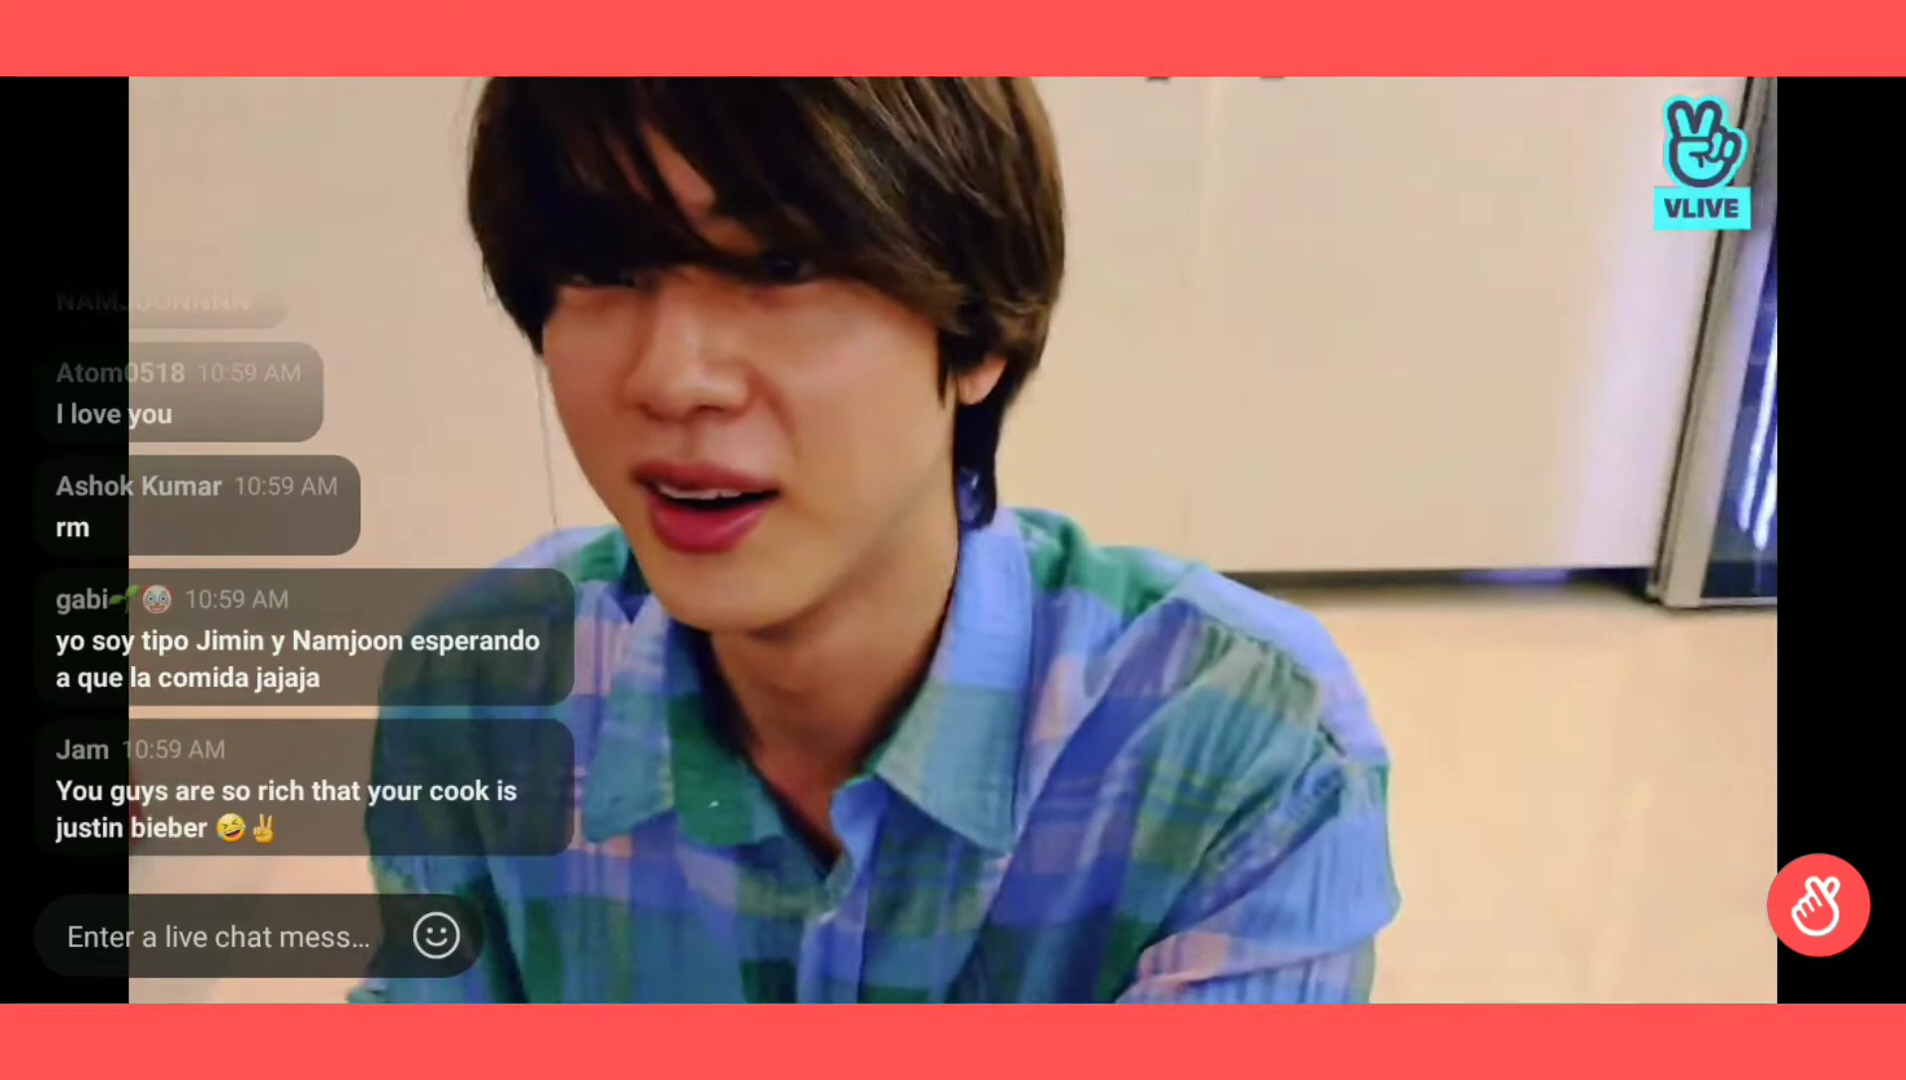 VLIVE
NAMJOONNNN
Atom0518 10:59 AM
I love you
Ashok Kumar 10:59 AM
rm
gabi🌱🤡 10:59 AM
yo soy tipo Jimin y Namjoon esperando
a que la comida jajaja
Jam 10:59 AM
You guys are so rich that your cook is
justin bieber 🤣✌️
Enter a live chat mess...